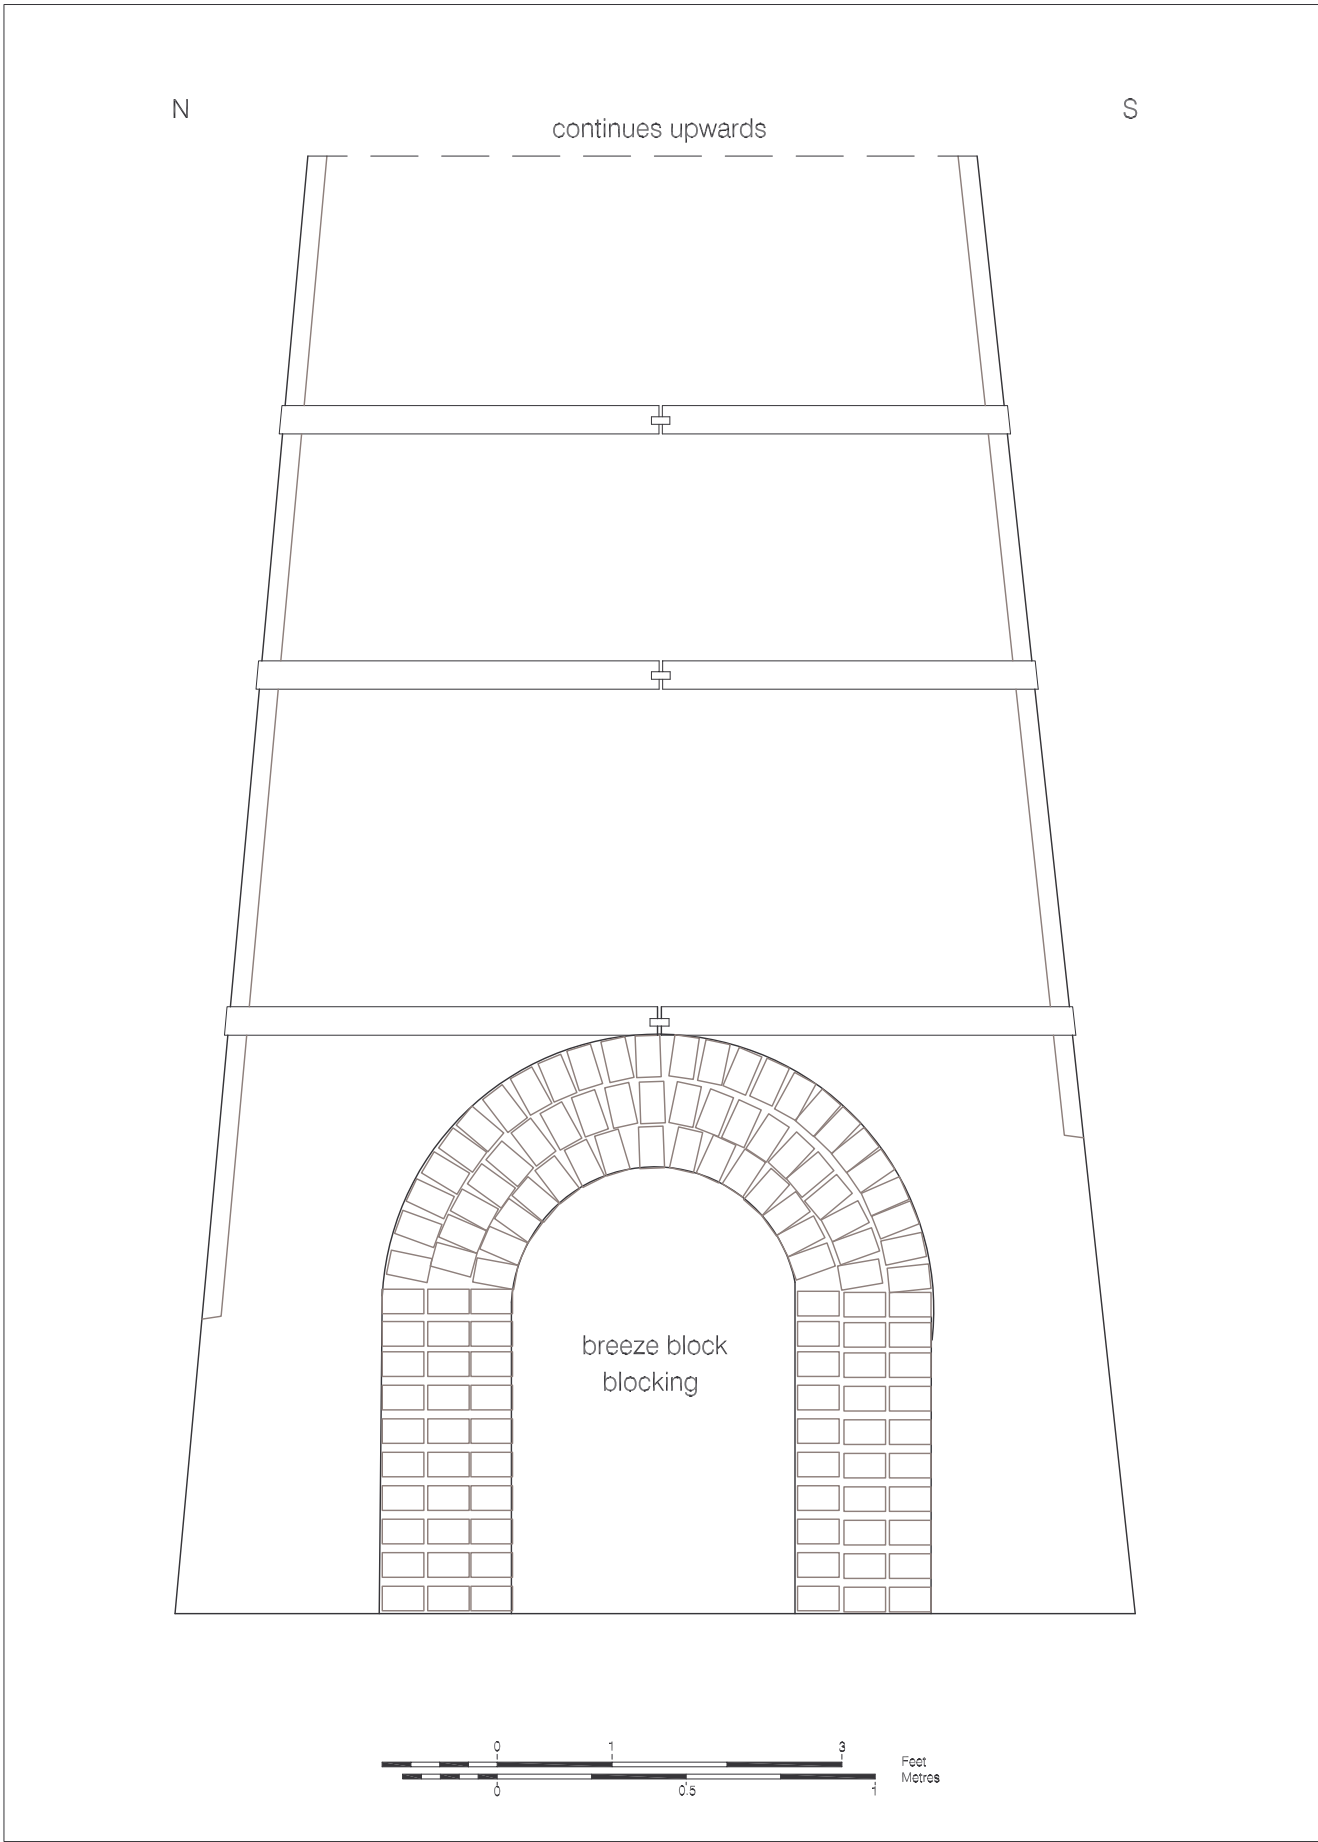 N
S
continues upwards
breeze block
blocking
0
1
3
Feet
Metres
0
0.5
1